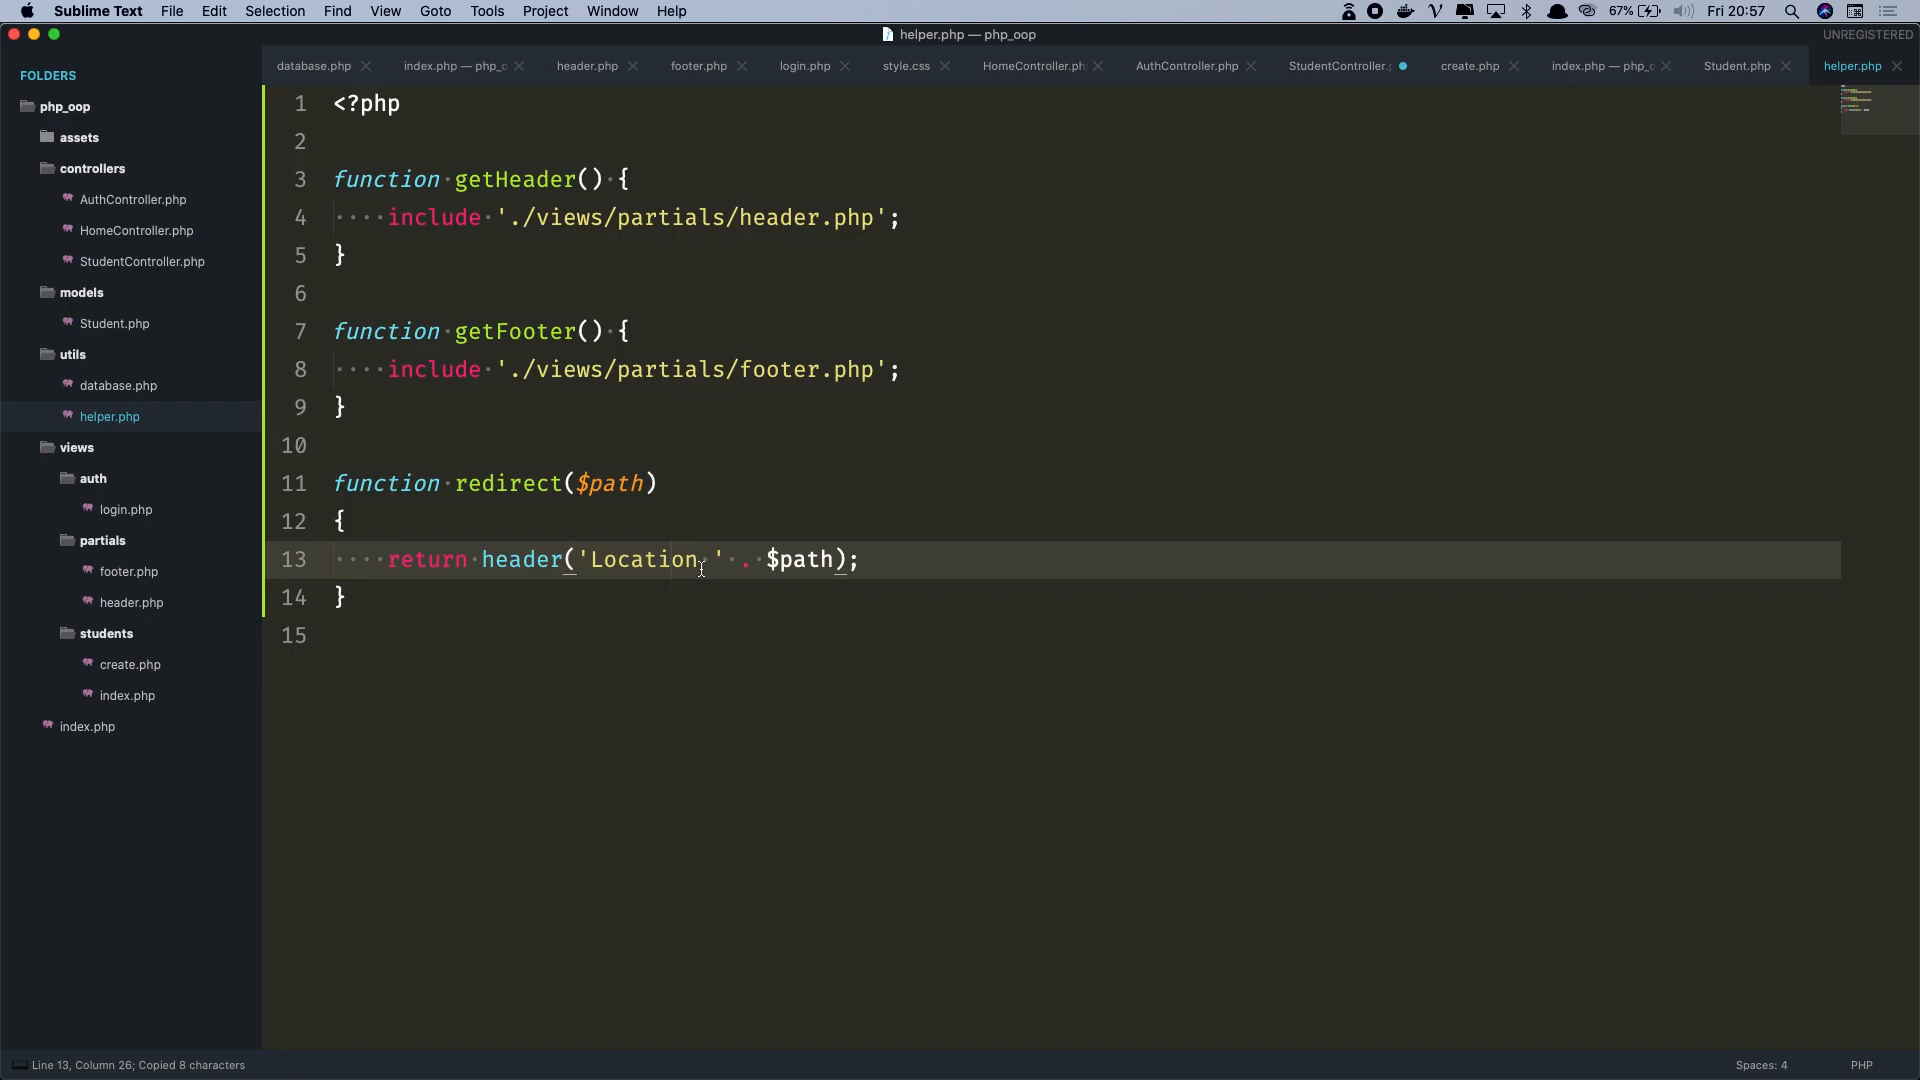 Sublime Text File Edit Selection Find View Goto Tools Project Window Help 67% Fri 20:57
helper.php — php_oop UNREGISTERED
FOLDERS
php_oop
assets
controllers
AuthController.php
HomeController.php
StudentController.php
models
Student.php
utils
database.php
helper.php
views
auth
login.php
partials
footer.php
header.php
students
create.php
index.php
index.php
database.php index.php — php_o header.php footer.php login.php style.css HomeController.ph AuthController.php StudentController. create.php index.php — php_o Student.php helper.php
1 <?php
2
3 function getHeader() {
4 include './views/partials/header.php';
5 }
6
7 function getFooter() {
8 include './views/partials/footer.php';
9 }
10
11 function redirect($path)
12 {
13 return header('Location ' . $path);
14 }
15
Line 13, Column 26; Copied 8 characters Spaces: 4 PHP